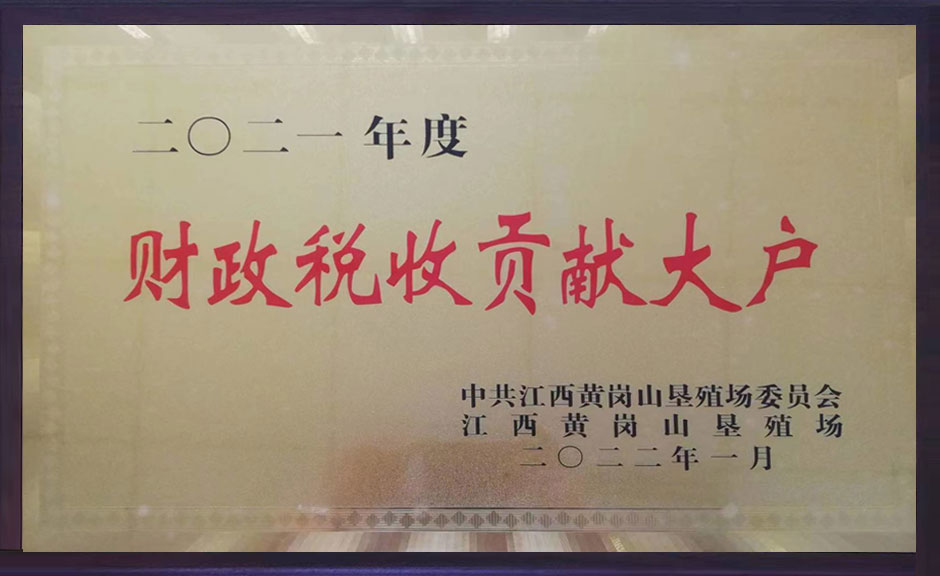 二〇二一年度
财政税收贡献大户
中共江西黄岗山垦殖场委员会
江西黄岗山垦殖场
二〇二二年一月